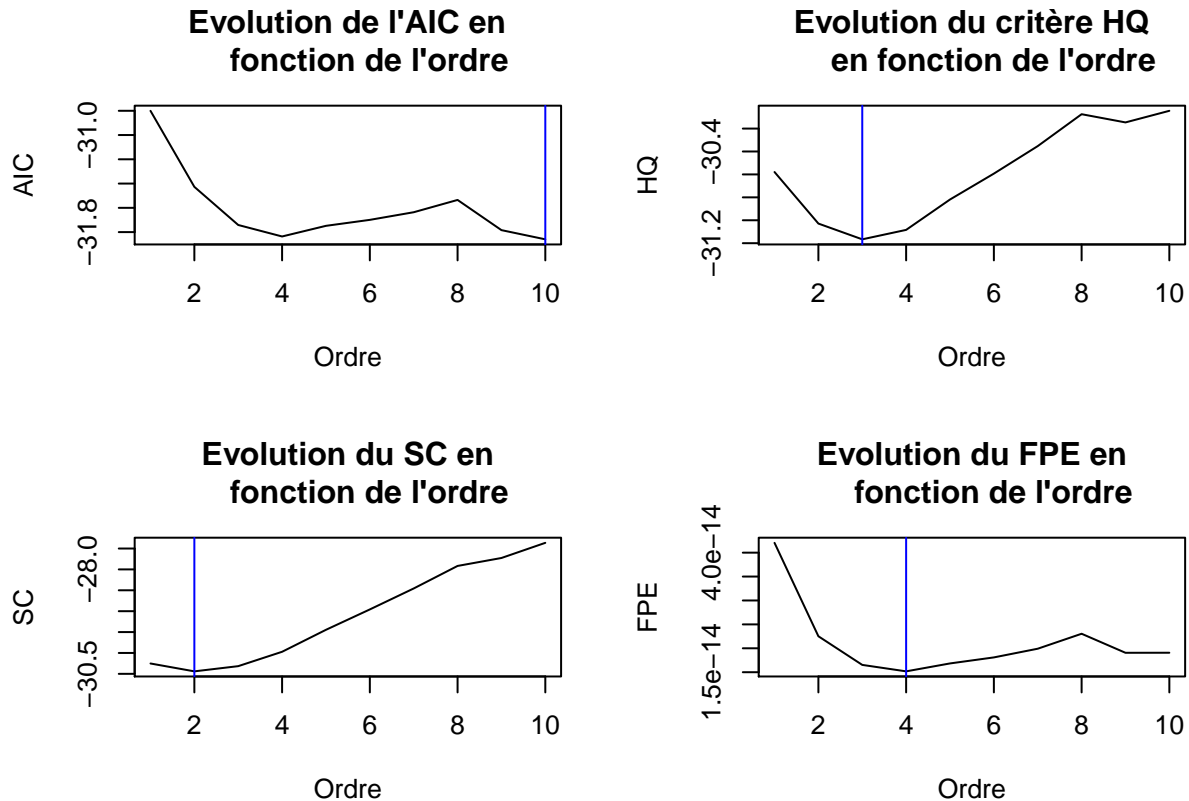 Evolution de l'AIC en
fonction de l'ordre
AIC
−31.0
−31.8
2 4 6 8 10
Ordre
Evolution du critère HQ
en fonction de l'ordre
HQ
−30.4
−31.2
2 4 6 8 10
Ordre
Evolution du SC en
fonction de l'ordre
SC
−28.0
−30.5
2 4 6 8 10
Ordre
Evolution du FPE en
fonction de l'ordre
FPE
4.0e−14
1.5e−14
2 4 6 8 10
Ordre